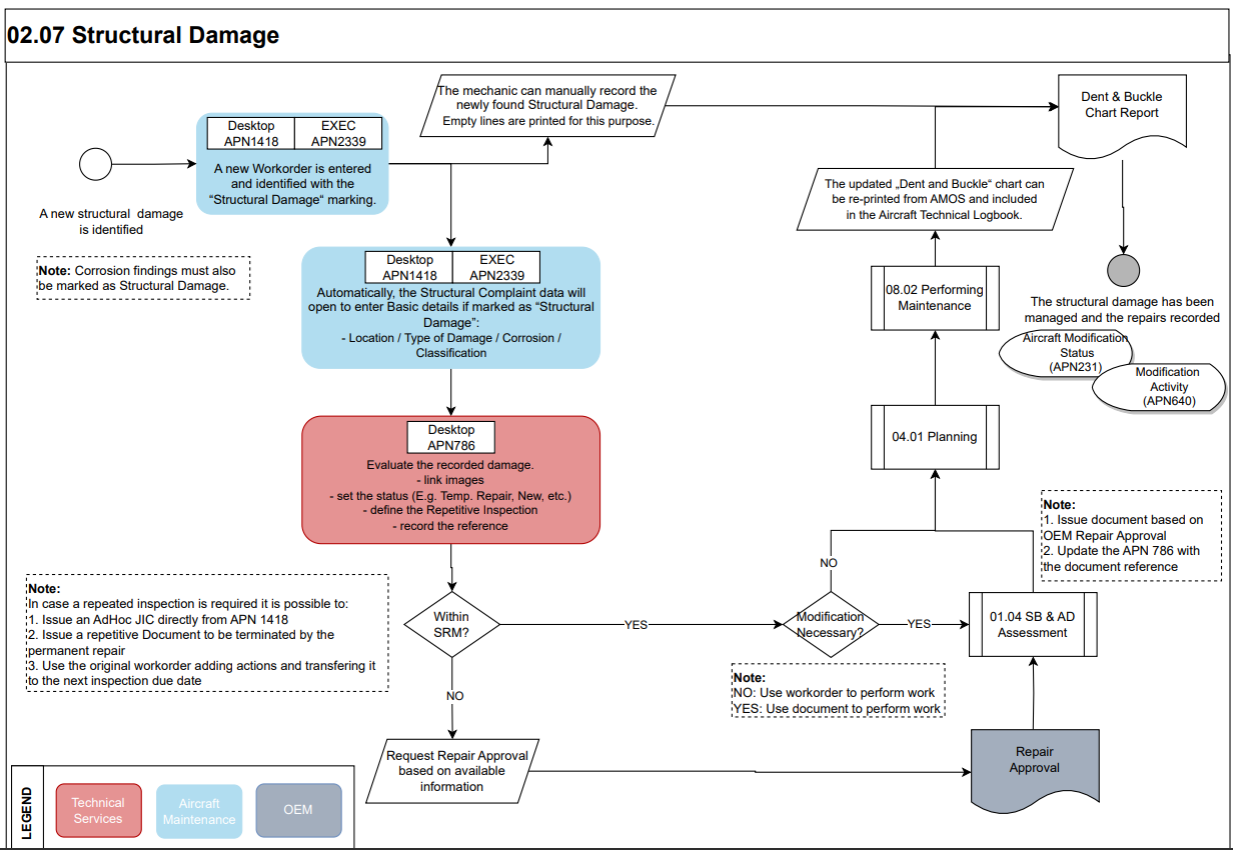 02.07 Structural Damage
The mechanic can manually record the
newly found Structural Damage.
Empty lines are printed for this purpose.
Dent & Buckle
Chart Report
Desktop
APN1418
EXEC
APN2339
A new Workorder is entered
and identified with the
“Structural Damage“ marking.
A new structural damage
is identified
Note: Corrosion findings must also
be marked as Structural Damage.
The updated „Dent and Buckle“ chart can
be re-printed from AMOS and included
in the Aircraft Technical Logbook.
Desktop
APN1418
EXEC
APN2339
Automatically, the Structural Complaint data will
open to enter Basic details if marked as “Structural
Damage”:
- Location / Type of Damage / Corrosion /
Classification
08.02 Performing
Maintenance
The structural damage has been
managed and the repairs recorded
Aircraft Modification
Status
(APN231)
Modification
Activity
(APN640)
Desktop
APN786
Evaluate the recorded damage.
- link images
- set the status (E.g. Temp. Repair, New, etc.)
- define the Repetitive Inspection
- record the reference
04.01 Planning
Note:
1. Issue document based on
OEM Repair Approval
2. Update the APN 786 with
the document reference
Note:
In case a repeated inspection is required it is possible to:
1. Issue an AdHoc JIC directly from APN 1418
2. Issue a repetitive Document to be terminated by the
permanent repair
3. Use the original workorder adding actions and transfering it
to the next inspection due date
Within
SRM?
YES
NO
Modification
Necessary?
YES
NO
01.04 SB & AD
Assessment
Note:
NO: Use workorder to perform work
YES: Use document to perform work
Request Repair Approval
based on available
information
Repair
Approval
LEGEND
Technical
Services
Aircraft
Maintenance
OEM